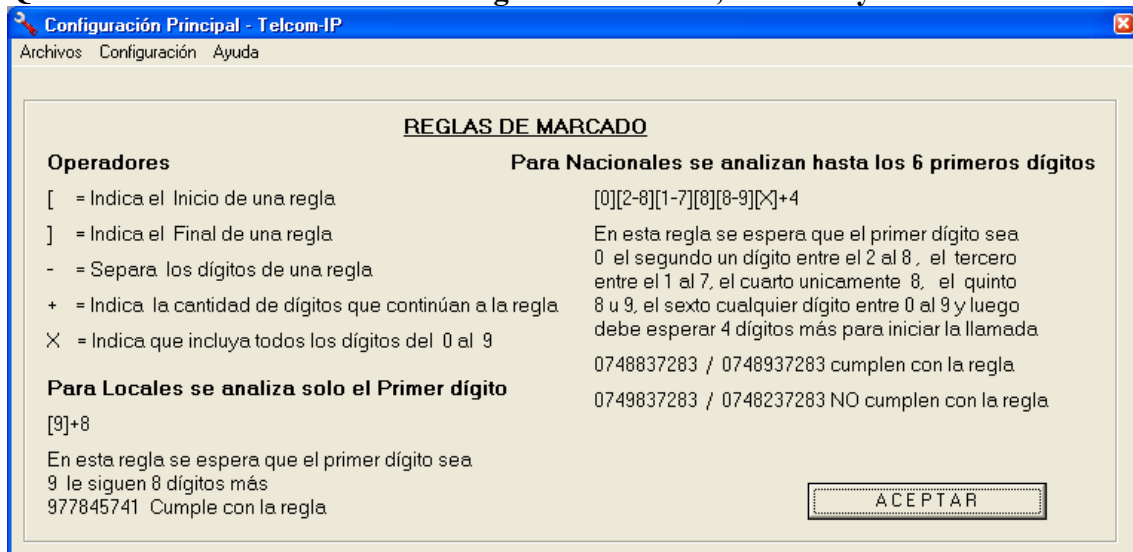 Configuración Principal - Telcom-IP
Archivos Configuración Ayuda
REGLAS DE MARCADO
Operadores
[ = Indica el Inicio de una regla
] = Indica el Final de una regla
- = Separa los dígitos de una regla
+ = Indica la cantidad de dígitos que continúan a la regla
X = Indica que incluya todos los dígitos del 0 al 9
Para Locales se analiza solo el Primer dígito
[9]+8
En esta regla se espera que el primer dígito sea
9 le siguen 8 dígitos más
977845741 Cumple con la regla
Para Nacionales se analizan hasta los 6 primeros dígitos
[0][2-8][1-7][8][8-9][X]+4
En esta regla se espera que el primer dígito sea
0 el segundo un dígito entre el 2 al 8 , el tercero
entre el 1 al 7, el cuarto unicamente 8, el quinto
8 u 9, el sexto cualquier dígito entre 0 al 9 y luego
debe esperar 4 dígitos más para iniciar la llamada
0748837283 / 0748937283 cumplen con la regla
0749837283 / 0748237283 NO cumplen con la regla
ACEPTAR